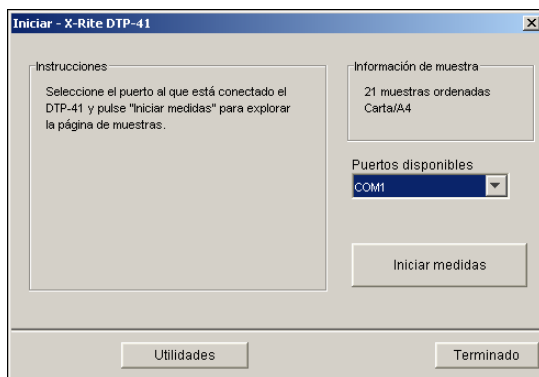 Iniciar - X-Rite DTP-41
Instrucciones
Seleccione el puerto al que está conectado el
DTP-41 y pulse "Iniciar medidas" para explorar
la página de muestras.
Información de muestra
21 muestras ordenadas
Carta/A4
Puertos disponibles
COM1
Iniciar medidas
Utilidades
Terminado